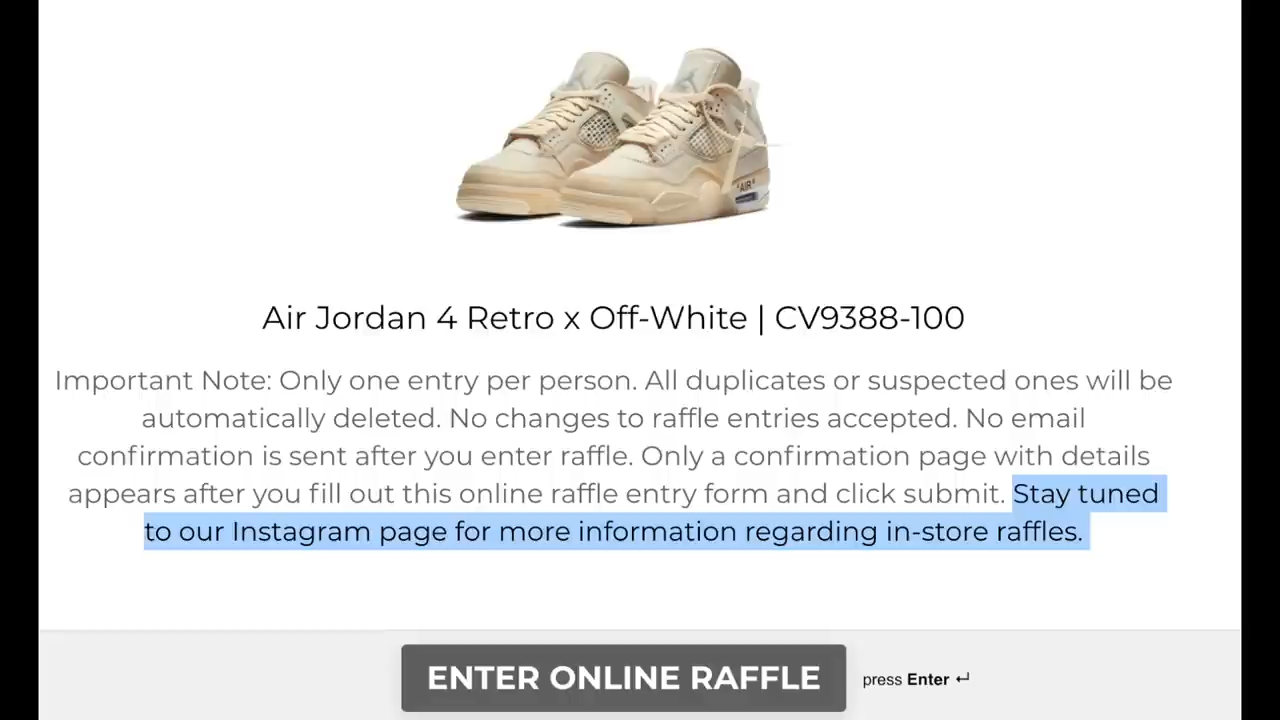 "AIR"
Air Jordan 4 Retro x Off-White | CV9388-100
Important Note: Only one entry per person. All duplicates or suspected ones will be
automatically deleted. No changes to raffle entries accepted. No email
confirmation is sent after you enter raffle. Only a confirmation page with details
appears after you fill out this online raffle entry form and click submit. Stay tuned
to our Instagram page for more information regarding in-store raffles.
ENTER ONLINE RAFFLE press Enter ↵